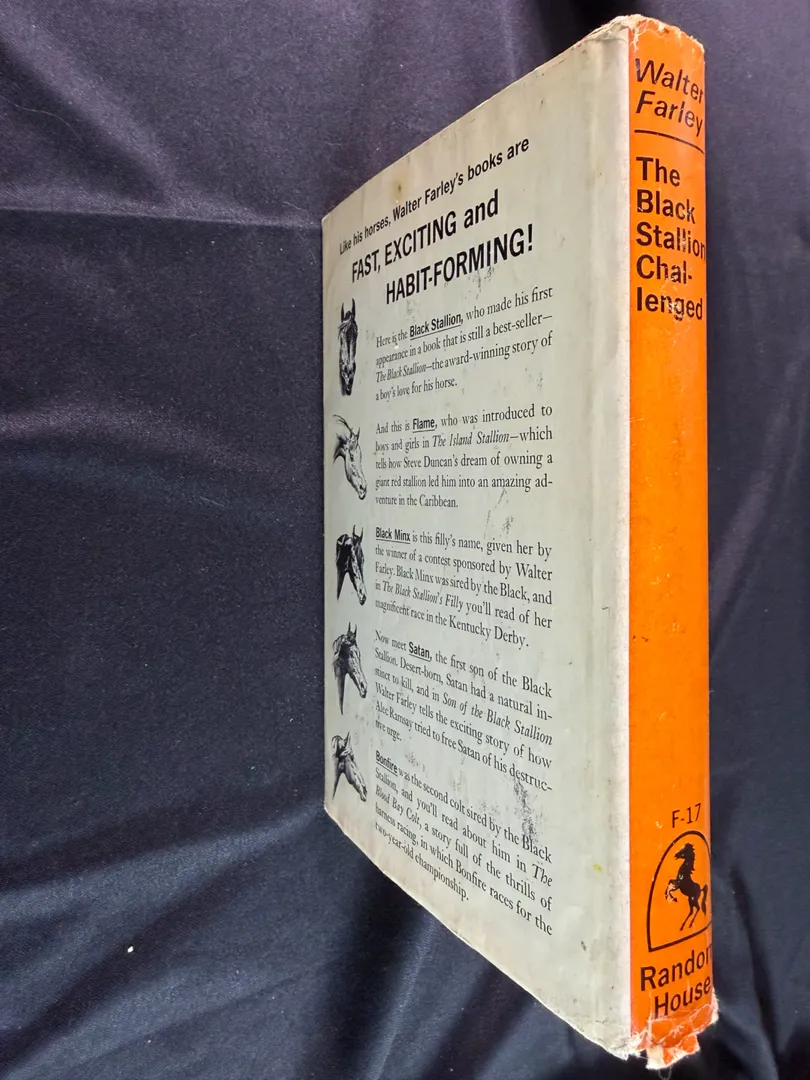 Like his horses, Walter Farley's books are
FAST, EXCITING and
HABIT-FORMING!
Here is the Black Stallion, who made his first
appearance in a book that is still a best-seller—
The Black Stallion—the award-winning story of
a boy's love for his horse.
And this is Flame, who was introduced to
boys and girls in The Island Stallion—which
tells how Steve Duncan's dream of owning a
giant red stallion led him into an amazing ad-
venture in the Caribbean.
Black Minx is this filly's name, given her by
the winner of a contest sponsored by Walter
Farley. Black Minx was sired by the Black, and
in The Black Stallion's Filly you'll read of her
magnificent race in the Kentucky Derby.
Now meet Satan, the first son of the Black
Stallion. Desert-born, Satan had a natural in-
stinct to kill, and in Son of the Black Stallion
Walter Farley tells the exciting story of how
Alec Ramsay tried to free Satan of his destruc-
tive urge.
Bonfire was the second colt sired by the Black
Stallion, and you'll read about him in The
Blood Bay Colt, a story full of the thrills of
harness racing, in which Bonfire races for the
two-year-old championship.
Walter
Farley
The
Black
Stallion
Chal-
lenged
F-17
Random
House